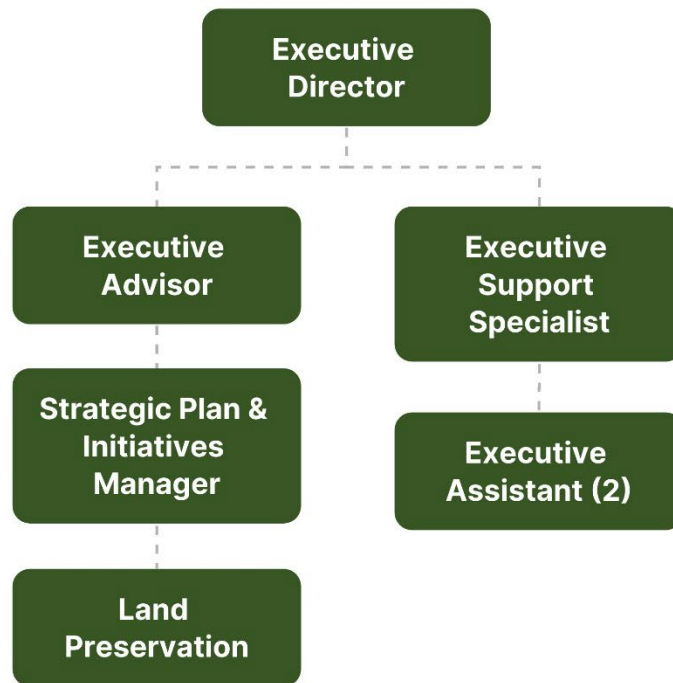 Executive
Director
Executive
Advisor
Executive
Support
Specialist
Strategic Plan &
Initiatives
Manager
Executive
Assistant (2)
Land
Preservation